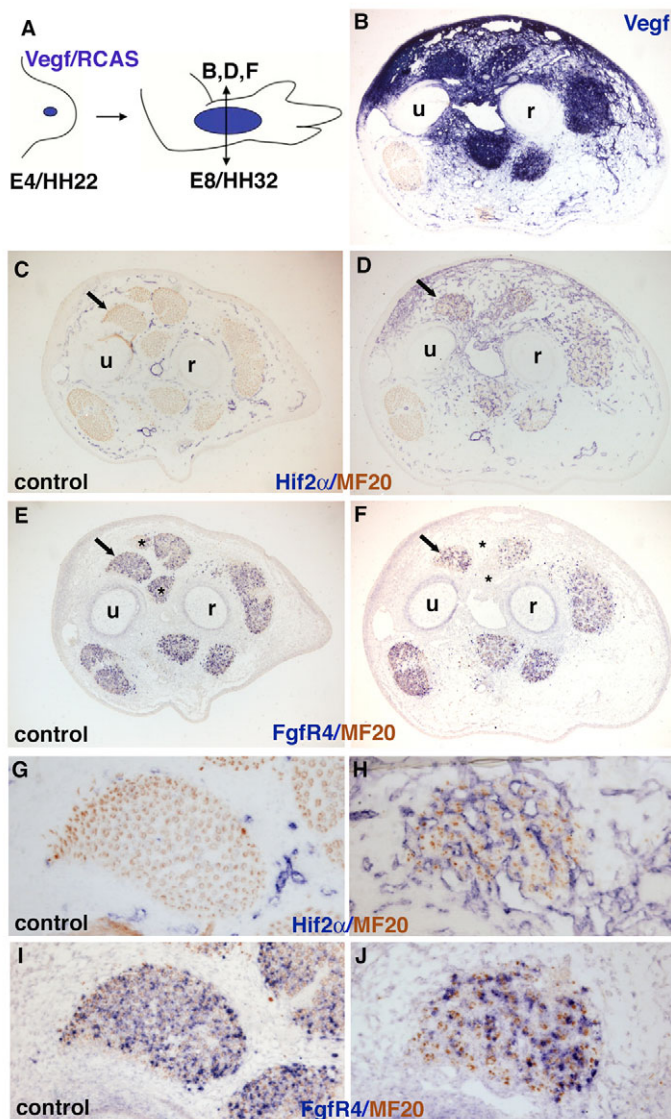 A
Vegf/RCAS
B,D,F
E4/HH22
E8/HH32
B
Vegf
u
r
C
u
r
control
D
u
r
Hif2α/MF20
E
*
*
u
r
control
F
*
*
u
r
FgfR4/MF20
G
control
H
Hif2α/MF20
I
control
J
FgfR4/MF20